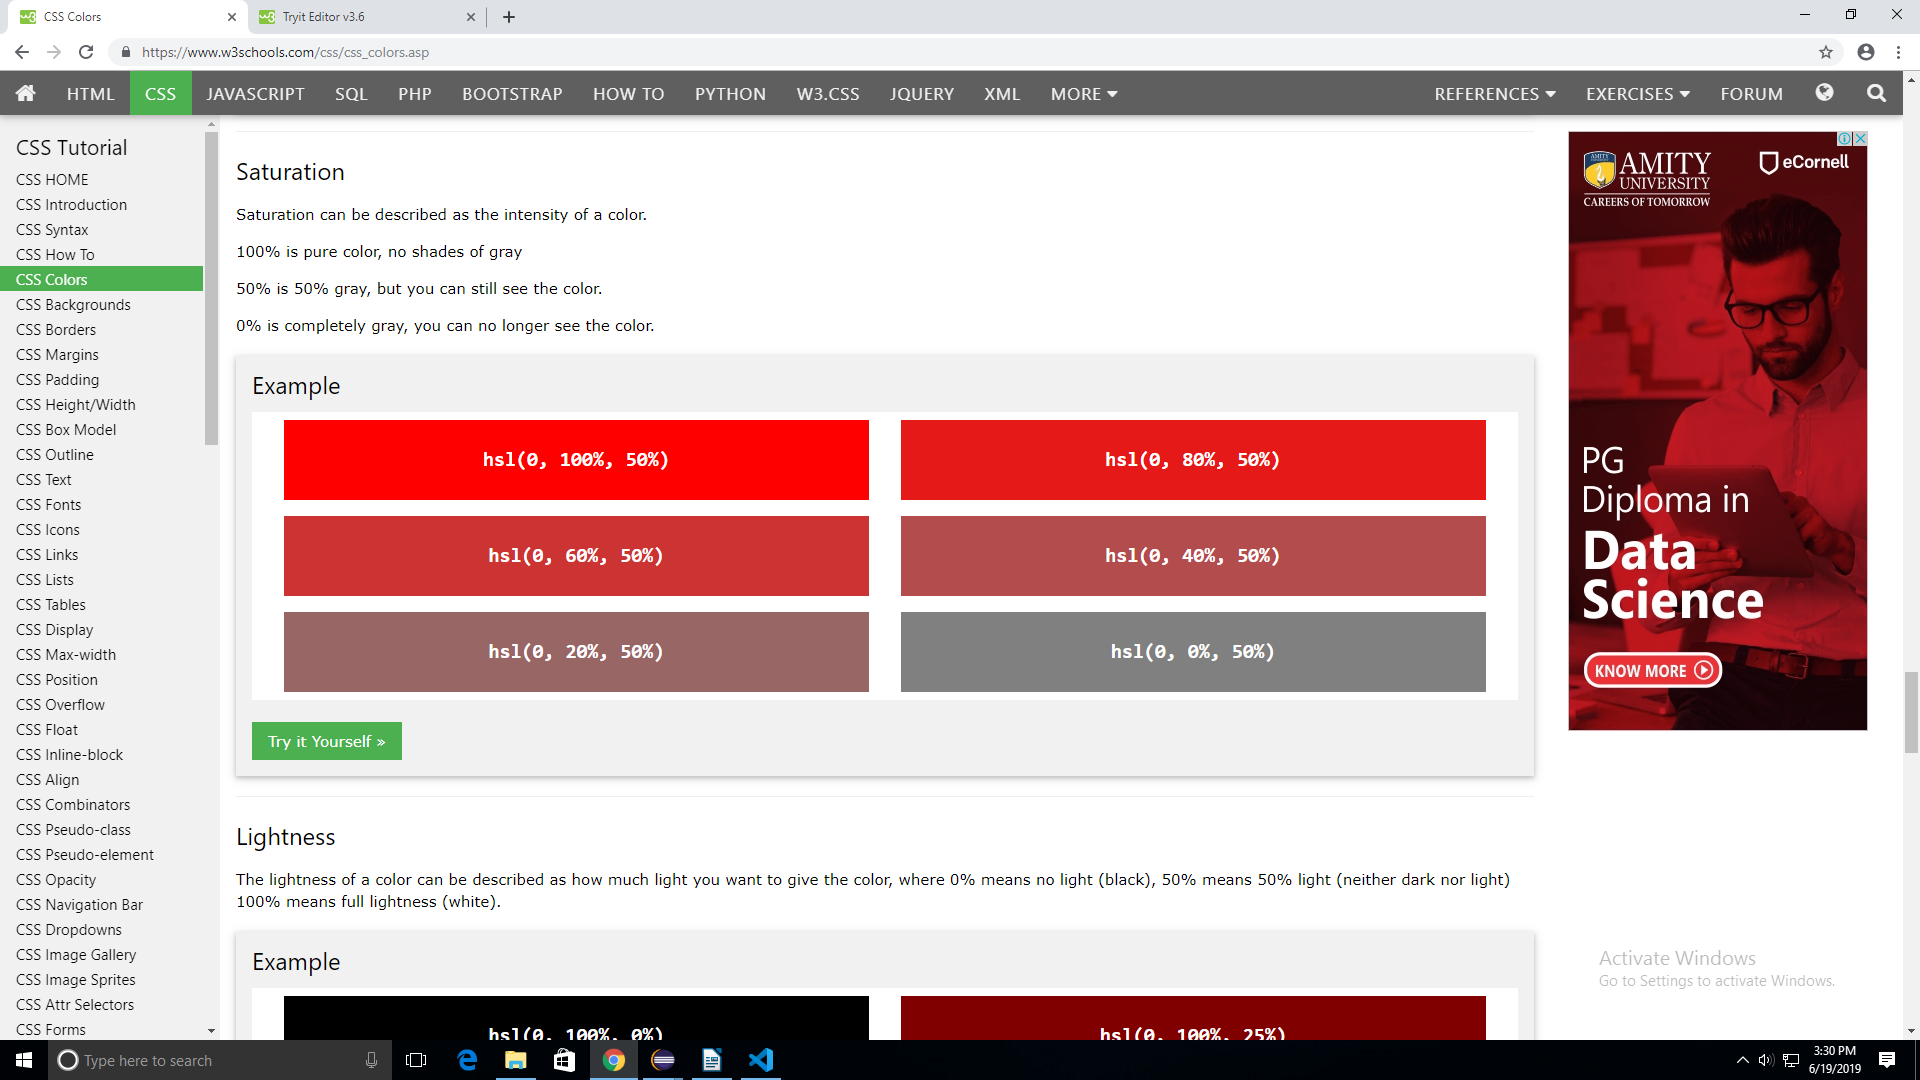 CSS Colors
Tryit Editor v3.6
https://www.w3schools.com/css/css_colors.asp
HTML
CSS
JAVASCRIPT
SQL
PHP
BOOTSTRAP
HOW TO
PYTHON
W3.CSS
JQUERY
XML
MORE
REFERENCES
EXERCISES
FORUM
CSS Tutorial
CSS HOME
CSS Introduction
CSS Syntax
CSS How To
CSS Colors
CSS Backgrounds
CSS Borders
CSS Margins
CSS Padding
CSS Height/Width
CSS Box Model
CSS Outline
CSS Text
CSS Fonts
CSS Icons
CSS Links
CSS Lists
CSS Tables
CSS Display
CSS Max-width
CSS Position
CSS Overflow
CSS Float
CSS Inline-block
CSS Align
CSS Combinators
CSS Pseudo-class
CSS Pseudo-element
CSS Opacity
CSS Navigation Bar
CSS Dropdowns
CSS Image Gallery
CSS Image Sprites
CSS Attr Selectors
CSS Forms
Saturation
Saturation can be described as the intensity of a color.
100% is pure color, no shades of gray
50% is 50% gray, but you can still see the color.
0% is completely gray, you can no longer see the color.
Example
hsl(0, 100%, 50%)
hsl(0, 80%, 50%)
hsl(0, 60%, 50%)
hsl(0, 40%, 50%)
hsl(0, 20%, 50%)
hsl(0, 0%, 50%)
Try it Yourself »
Lightness
The lightness of a color can be described as how much light you want to give the color, where 0% means no light (black), 50% means 50% light (neither dark nor light)
100% means full lightness (white).
Example
hsl(0, 100%, 0%)
hsl(0, 100%, 25%)
AMITY
UNIVERSITY
CAREERS OF TOMORROW
eCornell
PG
Diploma in
Data
Science
KNOW MORE
Activate Windows
Go to Settings to activate Windows.
Type here to search
3:30 PM
6/19/2019